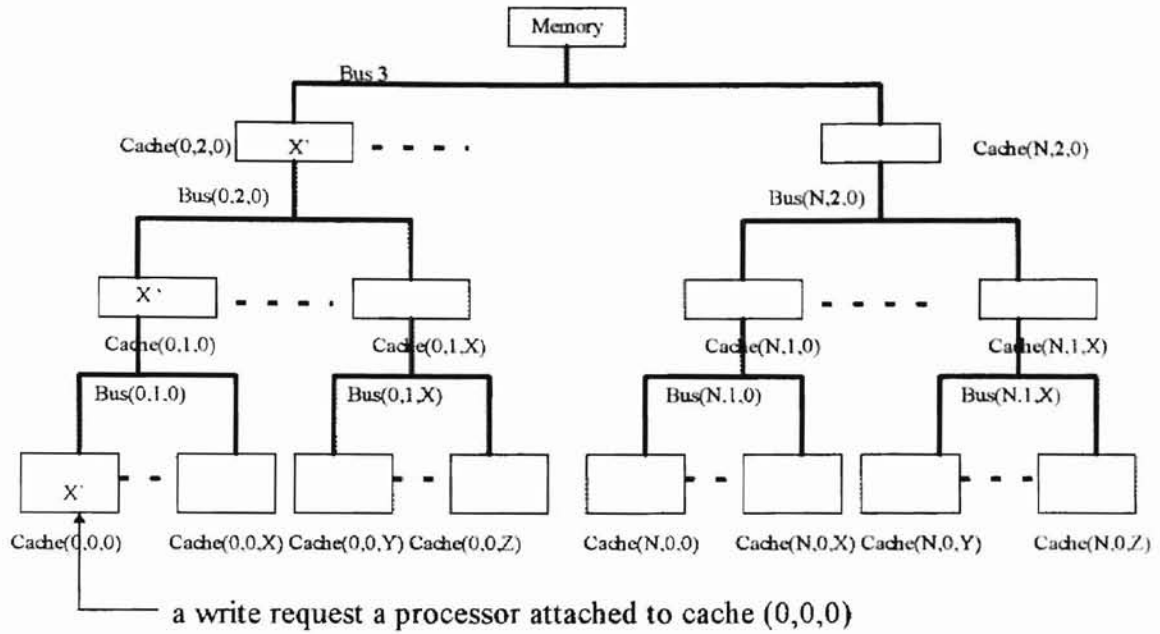 Memory
Bus 3
Cache(0,2,0) X` Cache(N,2,0)
Bus(0,2,0) Bus(N,2,0)
X `
Cache(0,1,0) Cache(0,1,X) Cache(N,1,0) Cache(N,1,X)
Bus(0,1,0) Bus(0,1,X) Bus(N,1,0) Bus(N,1,X)
X`
Cache(0,0,0) Cache(0,0,X) Cache(0,0,Y) Cache(0,0,Z) Cache(N,0,0) Cache(N,0,X) Cache(N,0,Y) Cache(N,0,Z)
a write request a processor attached to cache (0,0,0)